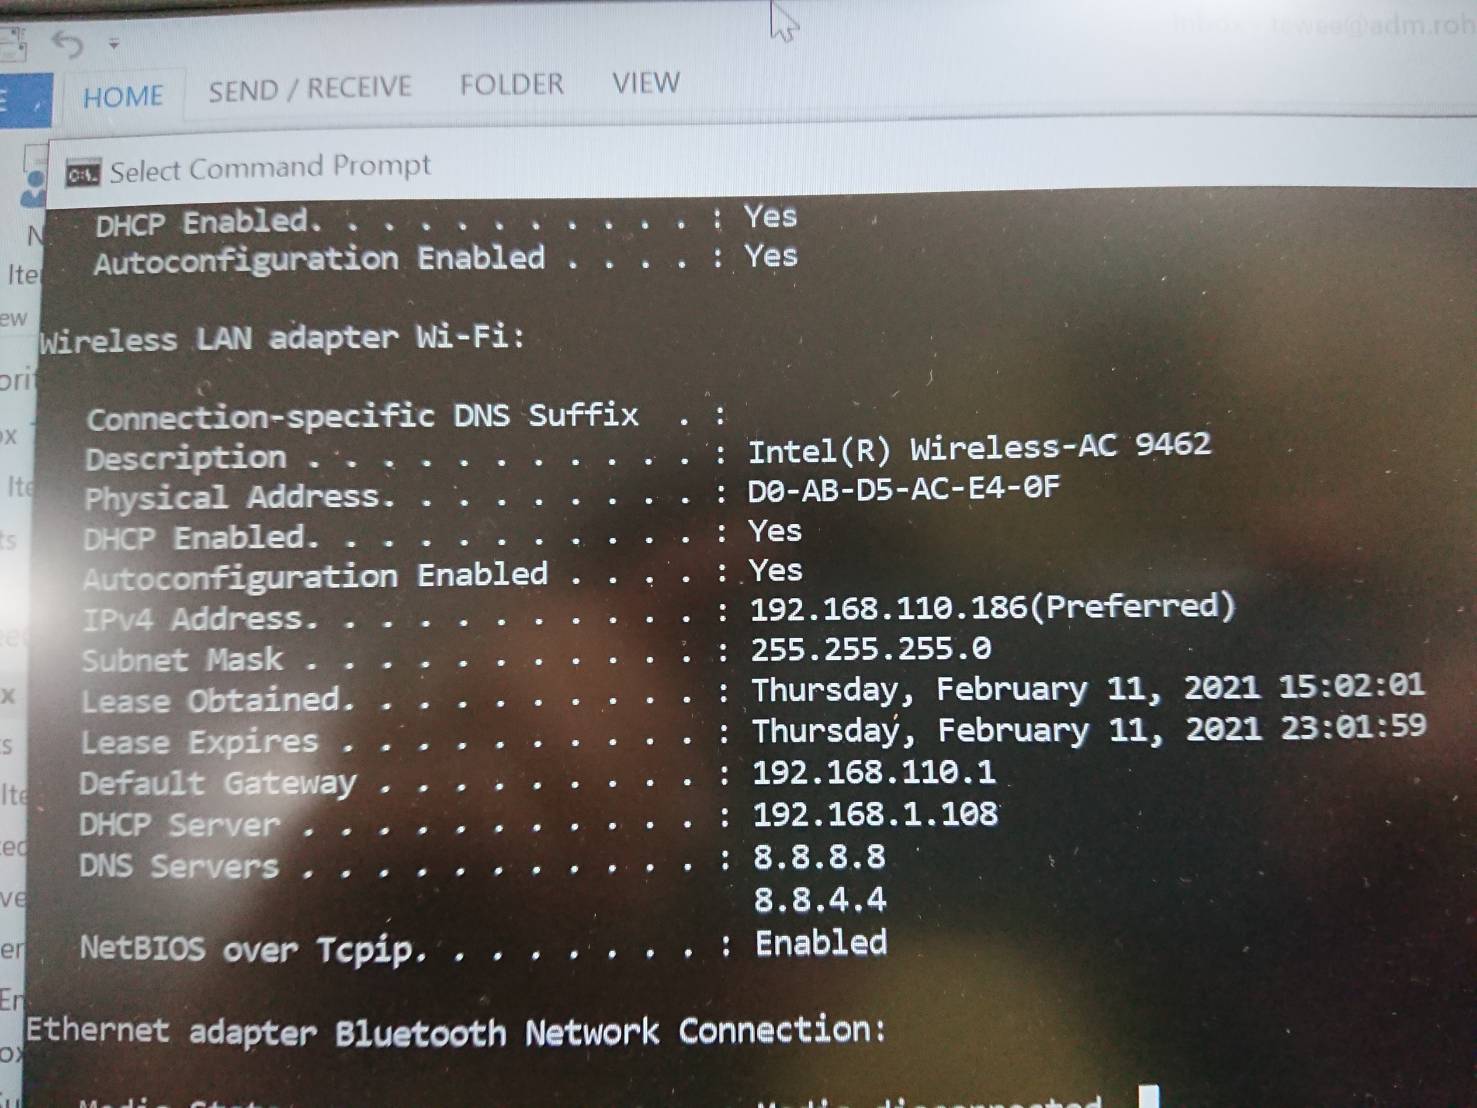 HOME SEND / RECEIVE FOLDER VIEW
Select Command Prompt
DHCP Enabled. . . . . . . . . . . : Yes
Autoconfiguration Enabled . . . . : Yes
Wireless LAN adapter Wi-Fi:
Connection-specific DNS Suffix . :
Description . . . . . . . . . . . : Intel(R) Wireless-AC 9462
Physical Address. . . . . . . . . : D0-AB-D5-AC-E4-0F
DHCP Enabled. . . . . . . . . . . : Yes
Autoconfiguration Enabled . . . . : Yes
IPv4 Address. . . . . . . . . . . : 192.168.110.186(Preferred)
Subnet Mask . . . . . . . . . . . : 255.255.255.0
Lease Obtained. . . . . . . . . . : Thursday, February 11, 2021 15:02:01
Lease Expires . . . . . . . . . . : Thursday, February 11, 2021 23:01:59
Default Gateway . . . . . . . . . : 192.168.110.1
DHCP Server . . . . . . . . . . . : 192.168.1.108
DNS Servers . . . . . . . . . . . : 8.8.8.8
8.8.4.4
NetBIOS over Tcpip. . . . . . . . : Enabled
Ethernet adapter Bluetooth Network Connection: